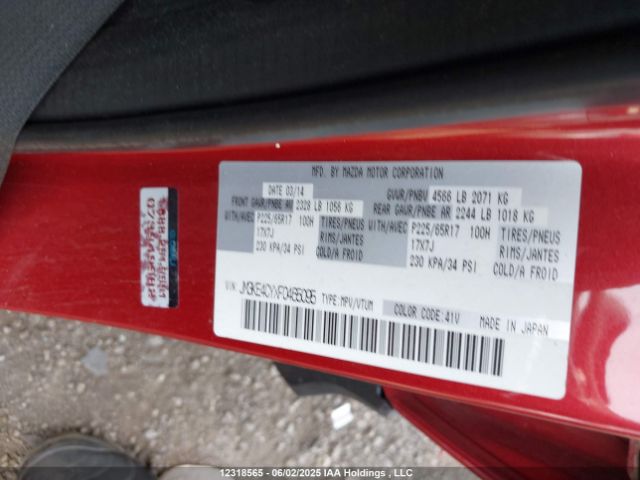 MFD. BY MAZDA MOTOR CORPORATION
DATE 03/14 GVWR/PNBV 4566 LB 2071 KG
FRONT GAWR/PNBE AV 2328 LB 1056 KG REAR GAWR/PNBE AR 2244 LB 1018 KG
WITH/AVEC P225/65R17 100H TIRES/PNEUS WITH/AVEC P225/65R17 100H TIRES/PNEUS
17X7J RIMS/JANTES 17X7J RIMS/JANTES
230 KPA/34 PSI COLD/A FROID 230 KPA/34 PSI COLD/A FROID
VIN TYPE:MPV/VTUM COLOR CODE:41V MADE IN JAPAN
12318565 - 06/02/2025 IAA Holdings , LLC